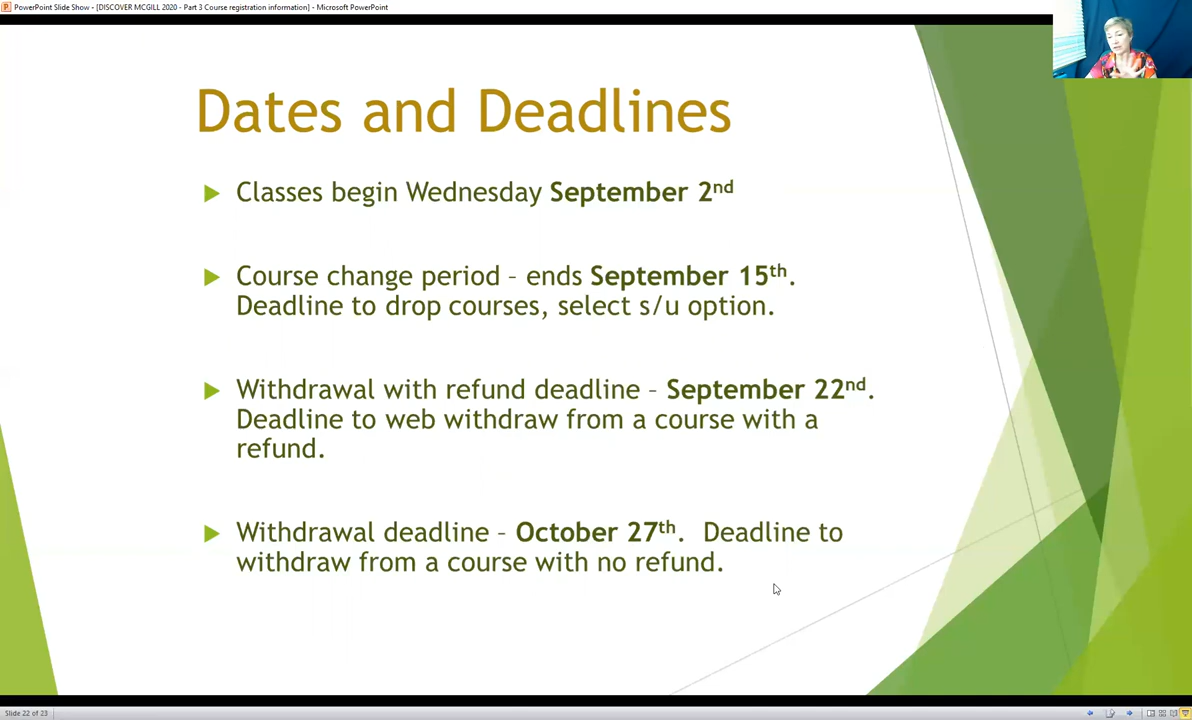 PowerPoint Slide Show - [DISCOVER MCGILL 2020 - Part 3 Course registration information] - Microsoft PowerPoint
Dates and Deadlines
Classes begin Wednesday September 2nd
Course change period – ends September 15th.
Deadline to drop courses, select s/u option.
Withdrawal with refund deadline – September 22nd.
Deadline to web withdraw from a course with a
refund.
Withdrawal deadline – October 27th. Deadline to
withdraw from a course with no refund.
Slide 22 of 23